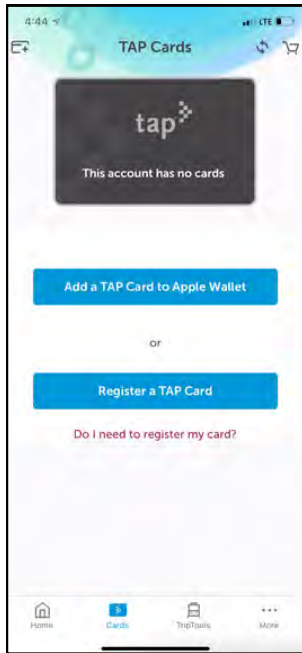 4:44
LTE
TAP Cards
tap
This account has no cards
Add a TAP Card to Apple Wallet
or
Register a TAP Card
Do I need to register my card?
Home
Cards
TripTools
More